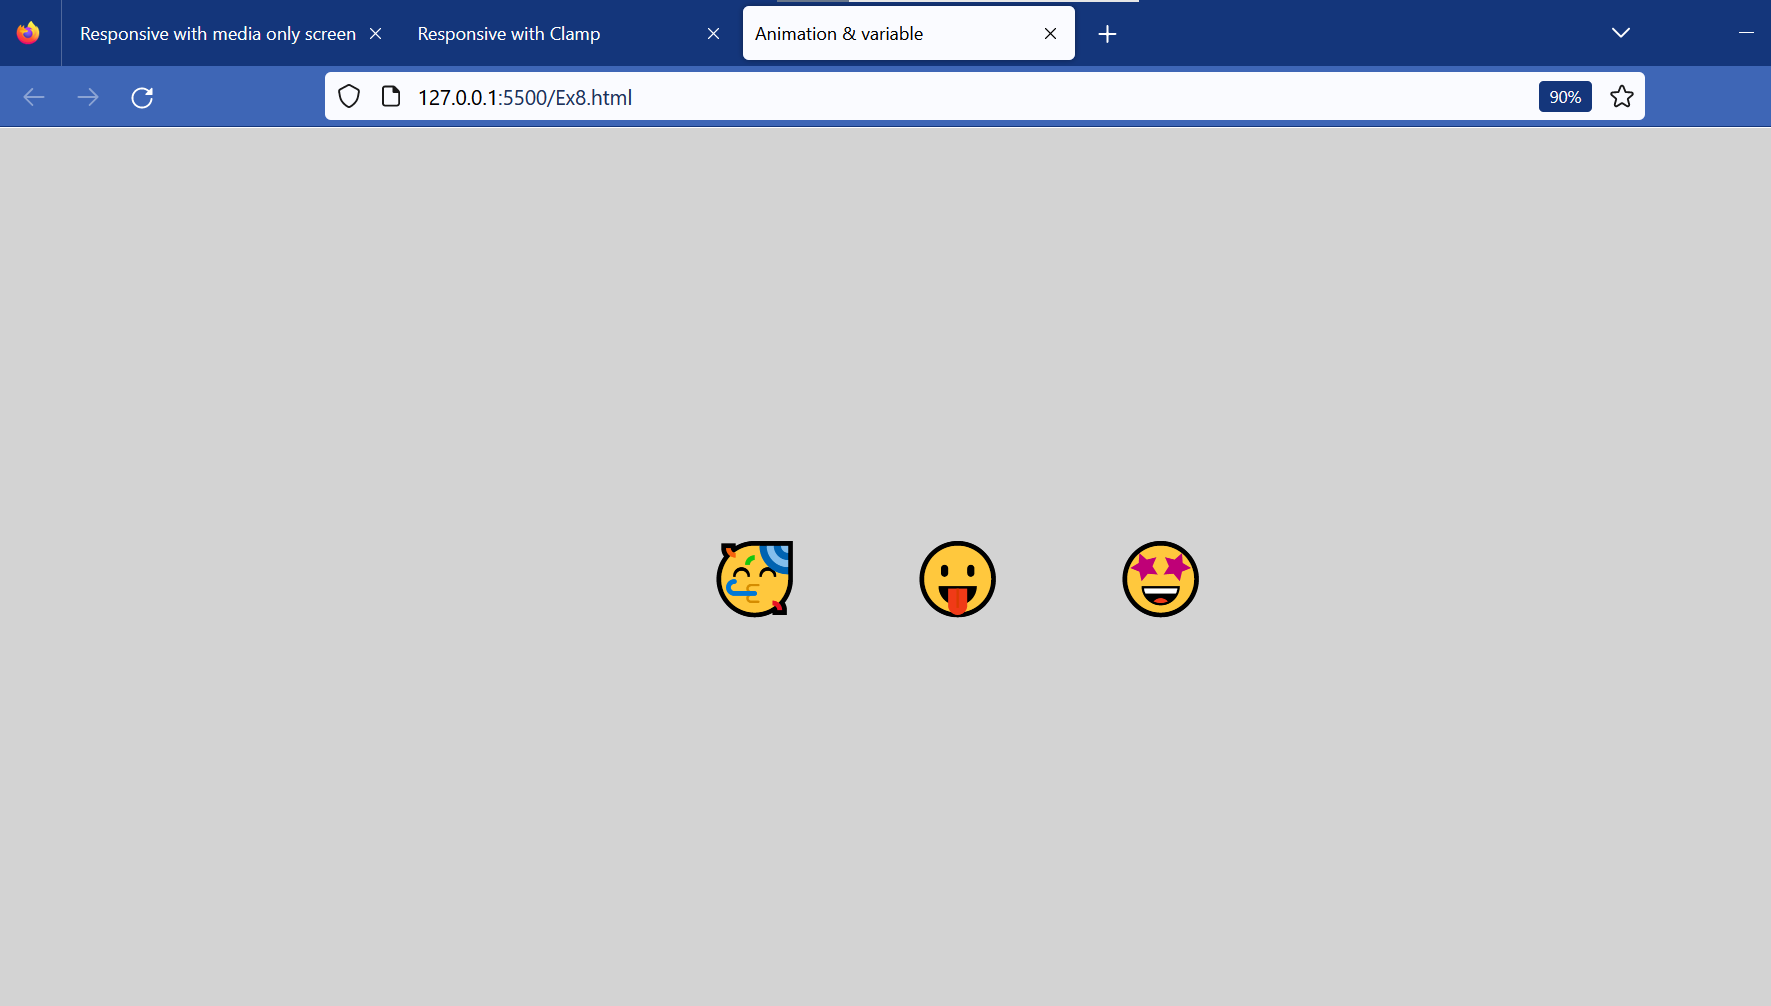 Responsive with media only screen
Responsive with Clamp
Animation & variable
127.0.0.1:5500/Ex8.html
90%